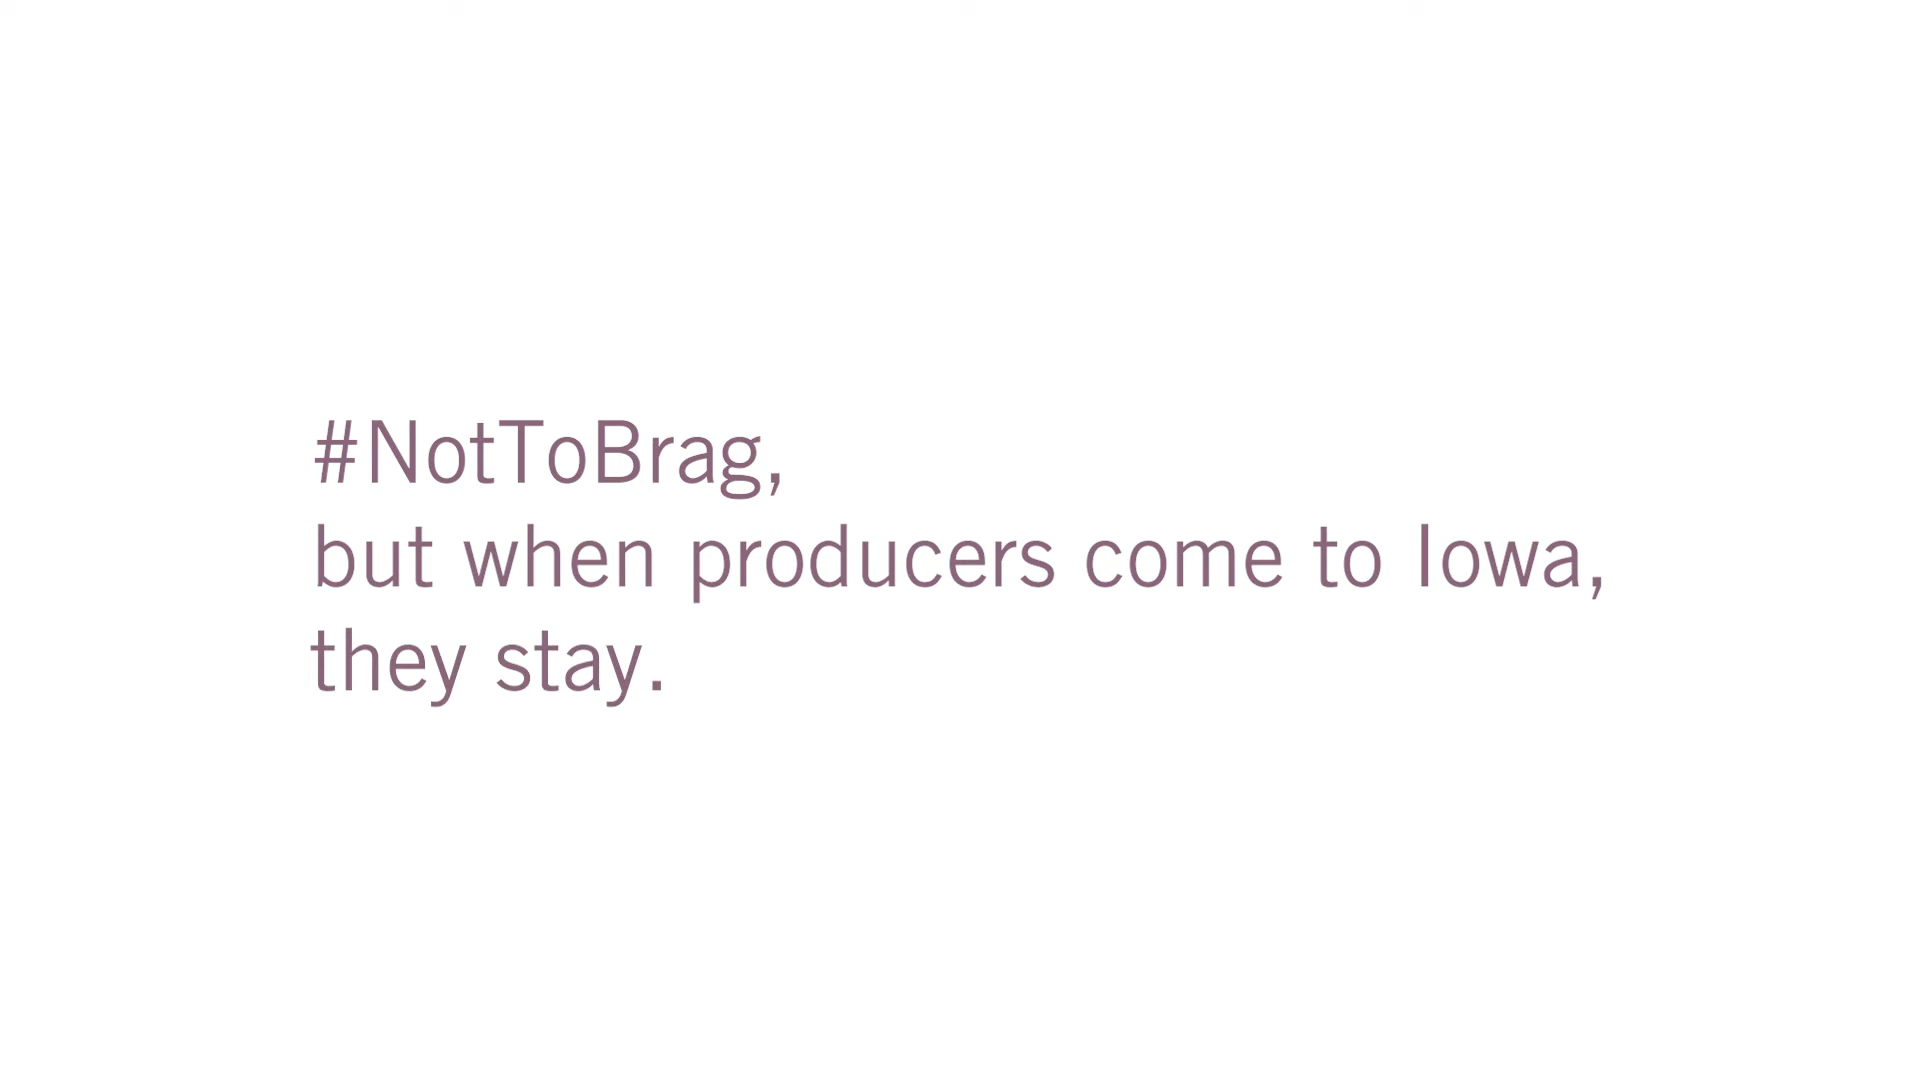 #NotToBrag,
but when producers come to Iowa,
they stay.